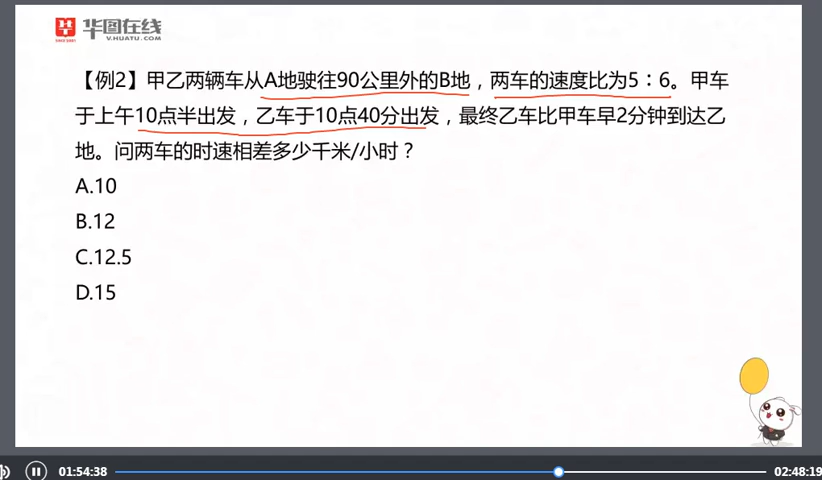 华图在线
V.HUATU.COM
【例2】甲乙两辆车从A地驶往90公里外的B地，两车的速度比为5：6。甲车
于上午10点半出发，乙车于10点40分出发，最终乙车比甲车早2分钟到达乙
地。问两车的时速相差多少千米/小时？
A.10
B.12
C.12.5
D.15
01:54:38
02:48:19